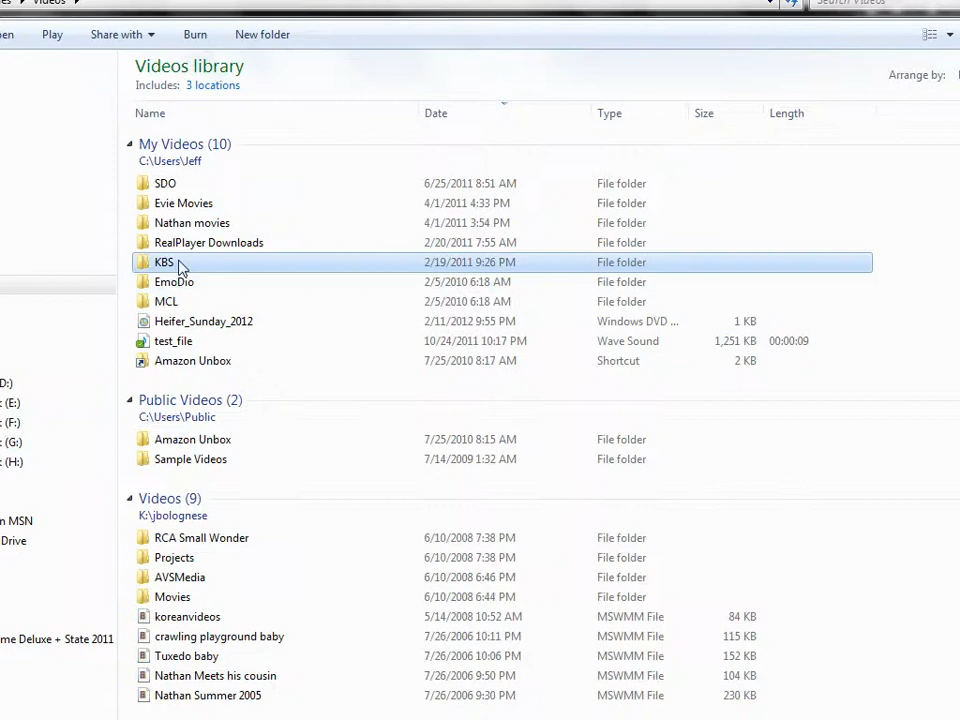 Videos
Search Videos
Play Share with Burn New folder
Videos library
Includes: 3 locations
Arrange by:
Name Date Type Size Length
My Videos (10)
C:\Users\Jeff
SDO 6/25/2011 8:51 AM File folder
Evie Movies 4/1/2011 4:33 PM File folder
Nathan movies 4/1/2011 3:54 PM File folder
RealPlayer Downloads 2/20/2011 7:55 AM File folder
KBS 2/19/2011 9:26 PM File folder
EmoDio 2/5/2010 6:18 AM File folder
MCL 2/5/2010 6:18 AM File folder
Heifer_Sunday_2012 2/11/2012 9:55 PM Windows DVD ... 1 KB
test_file 10/24/2011 10:17 PM Wave Sound 1,251 KB 00:00:09
Amazon Unbox 7/25/2010 8:17 AM Shortcut 2 KB
Public Videos (2)
C:\Users\Public
Amazon Unbox 7/25/2010 8:15 AM File folder
Sample Videos 7/14/2009 1:32 AM File folder
Videos (9)
K:\jbolognese
RCA Small Wonder 6/10/2008 7:38 PM File folder
Projects 6/10/2008 7:38 PM File folder
AVSMedia 6/10/2008 6:46 PM File folder
Movies 6/10/2008 6:44 PM File folder
koreanvideos 5/14/2008 10:52 AM MSWMM File 84 KB
crawling playground baby 7/26/2006 10:11 PM MSWMM File 115 KB
Tuxedo baby 7/26/2006 10:06 PM MSWMM File 152 KB
Nathan Meets his cousin 7/26/2006 9:50 PM MSWMM File 104 KB
Nathan Summer 2005 7/26/2006 9:30 PM MSWMM File 230 KB
D:)
(E:)
(F:)
(G:)
(H:)
n MSN
Drive
me Deluxe + State 2011